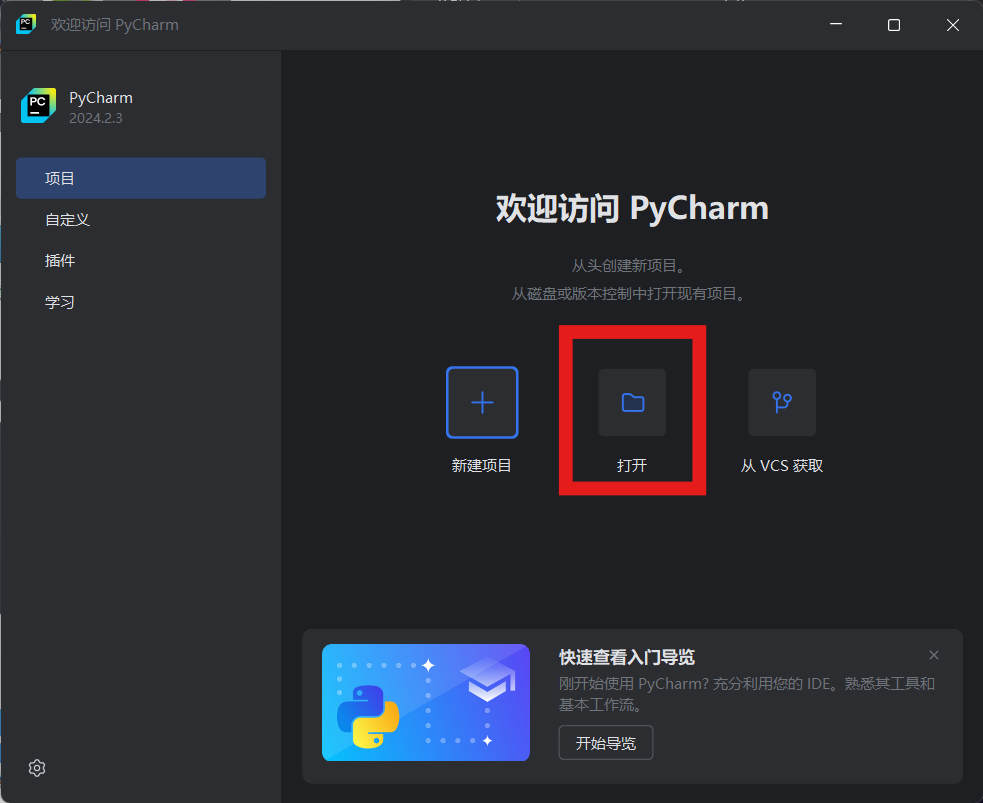 欢迎访问 PyCharm
PyCharm
2024.2.3
项目
自定义
插件
学习
欢迎访问 PyCharm
从头创建新项目。
从磁盘或版本控制中打开现有项目。
新建项目
打开
从 VCS 获取
快速查看入门导览
刚开始使用 PyCharm? 充分利用您的 IDE。熟悉其工具和
基本工作流。
开始导览